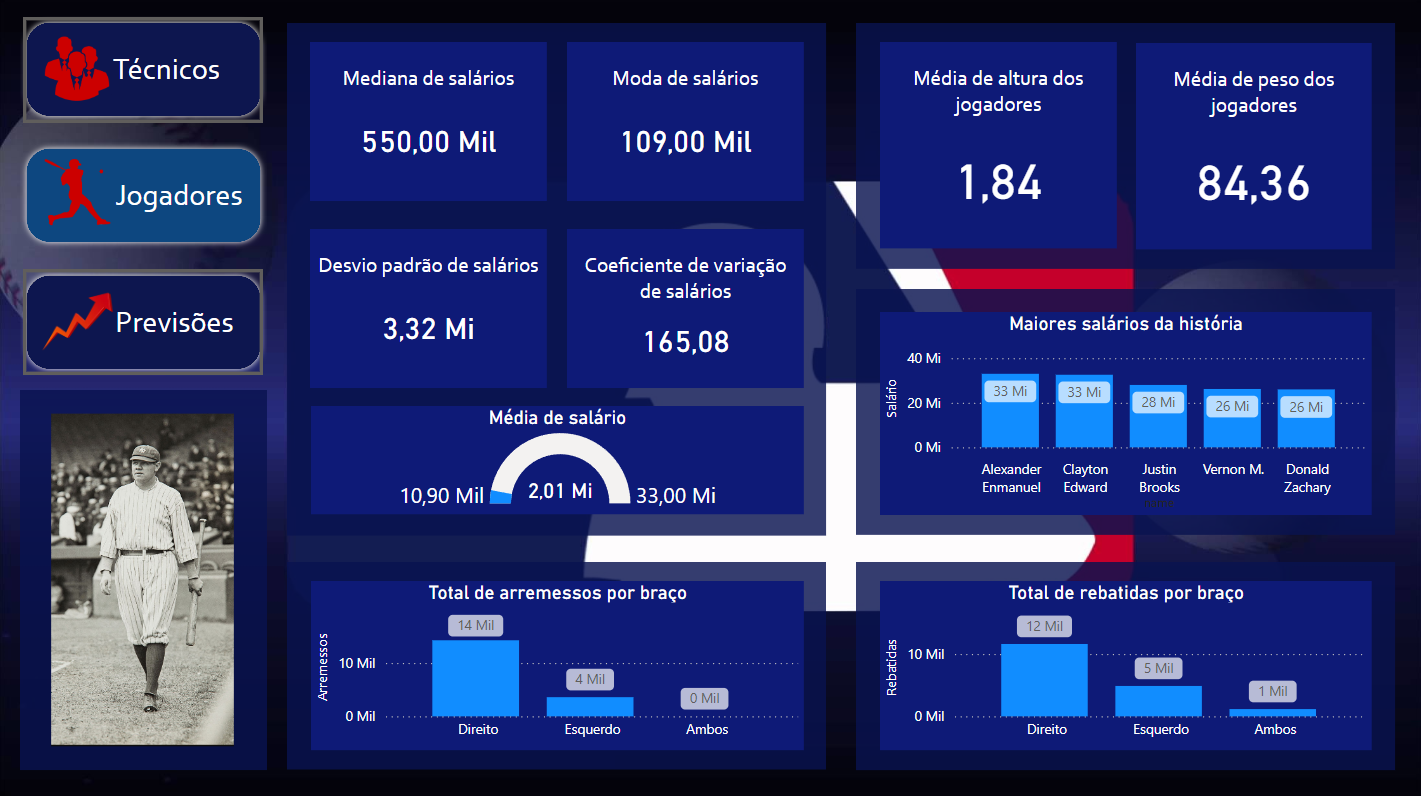 Técnicos
Jogadores
Previsões
Mediana de salários
550,00 Mil
Moda de salários
109,00 Mil
Desvio padrão de salários
3,32 Mi
Coeficiente de variação
de salários
165,08
Média de salário
10,90 Mil
2,01 Mi
33,00 Mi
Média de altura dos
jogadores
1,84
Média de peso dos
jogadores
84,36
Maiores salários da história
Salário
40 Mi
20 Mi
0 Mi
33 Mi
33 Mi
28 Mi
26 Mi
26 Mi
Alexander
Enmanuel
Clayton
Edward
Justin
Brooks
Vernon M.
Donald
Zachary
Total de arremessos por braço
Arremessos
10 Mil
0 Mil
14 Mil
4 Mil
0 Mil
Direito
Esquerdo
Ambos
Total de rebatidas por braço
Rebatidas
10 Mil
0 Mil
12 Mil
5 Mil
1 Mil
Direito
Esquerdo
Ambos